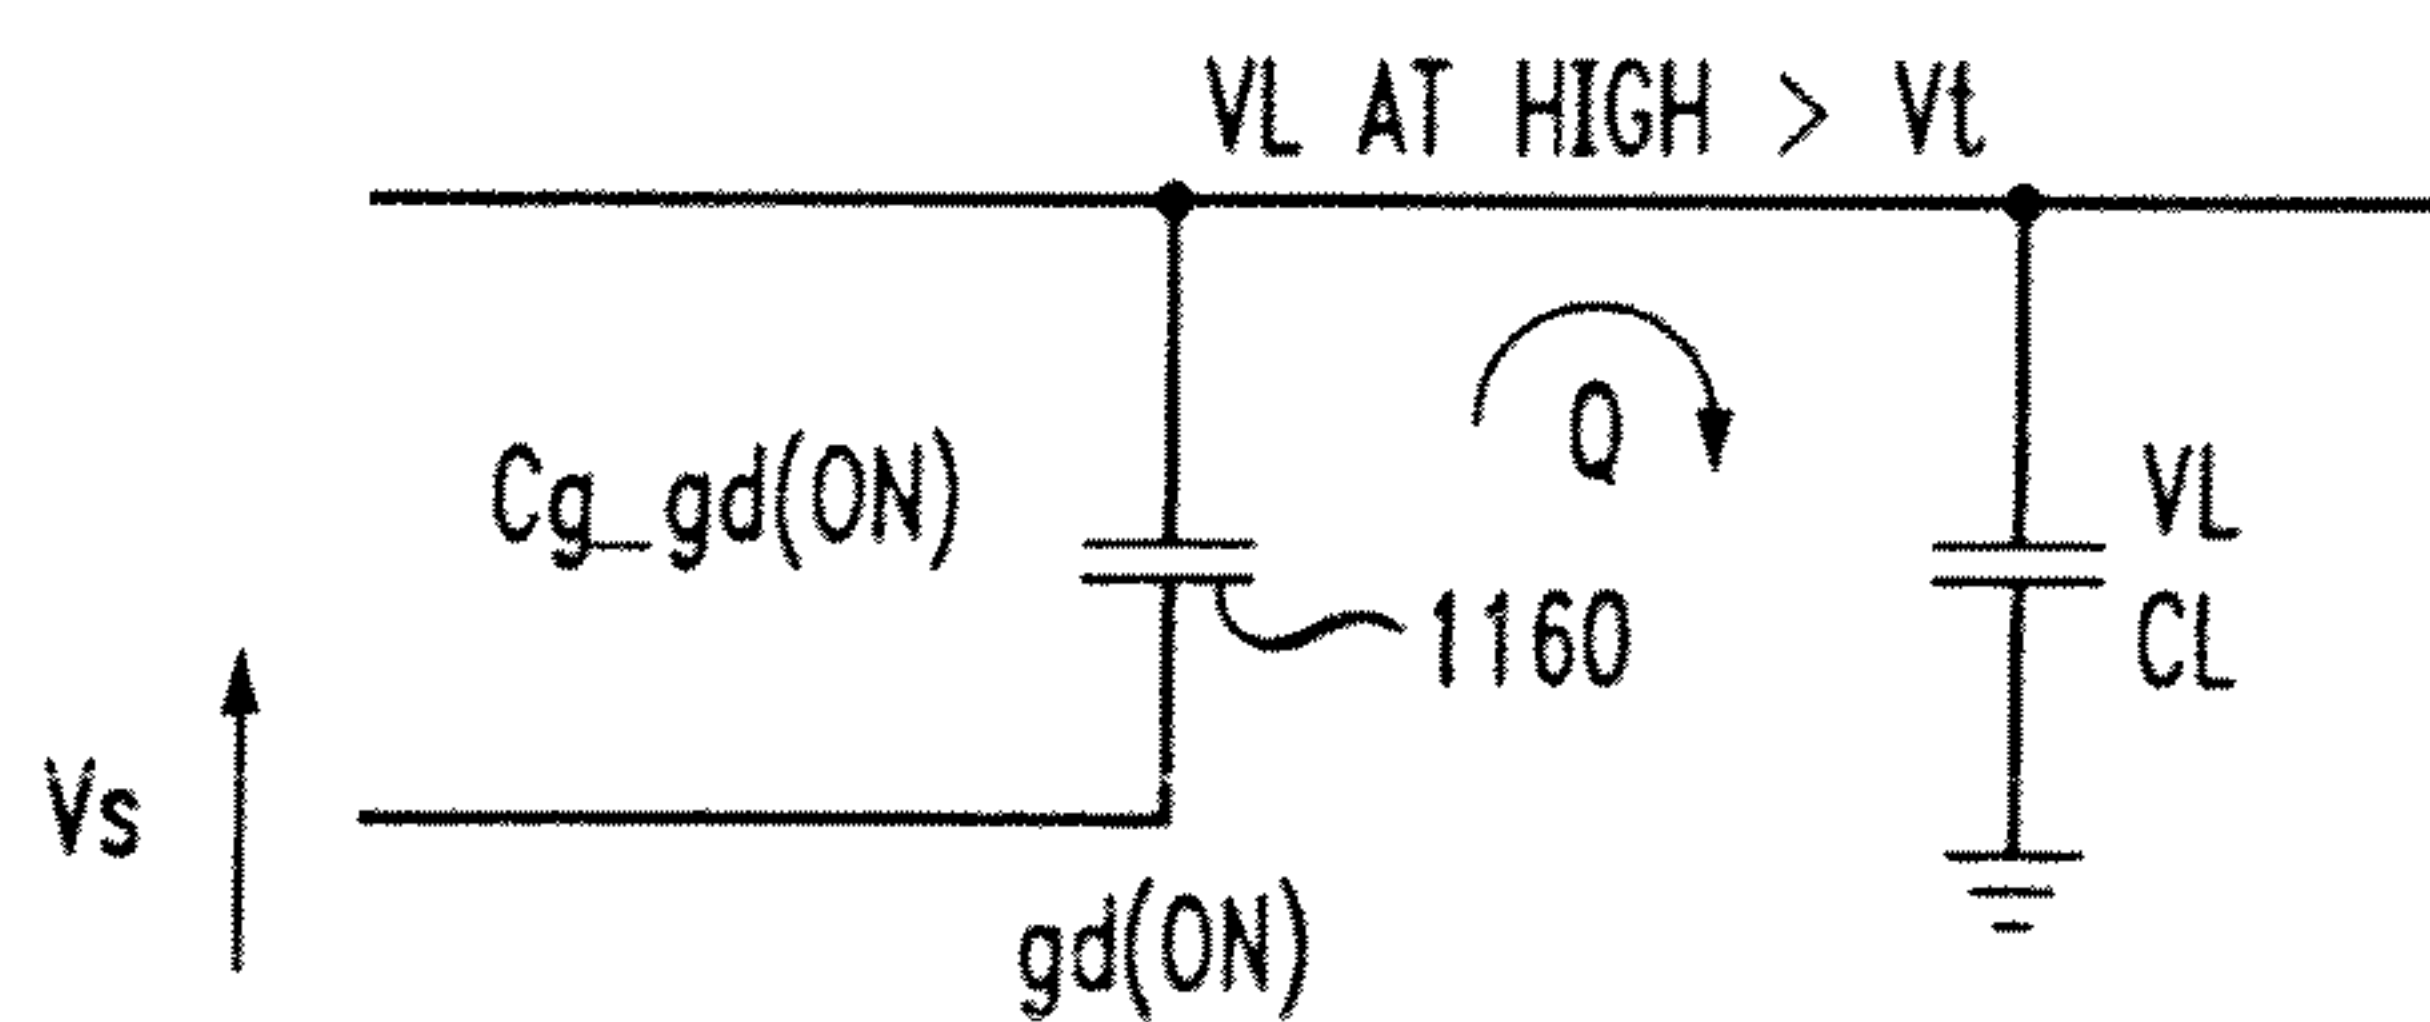 VL AT HIGH > Vt
Q
Cg_gd(ON)
VL
1160
CL
Vs
gd(ON)